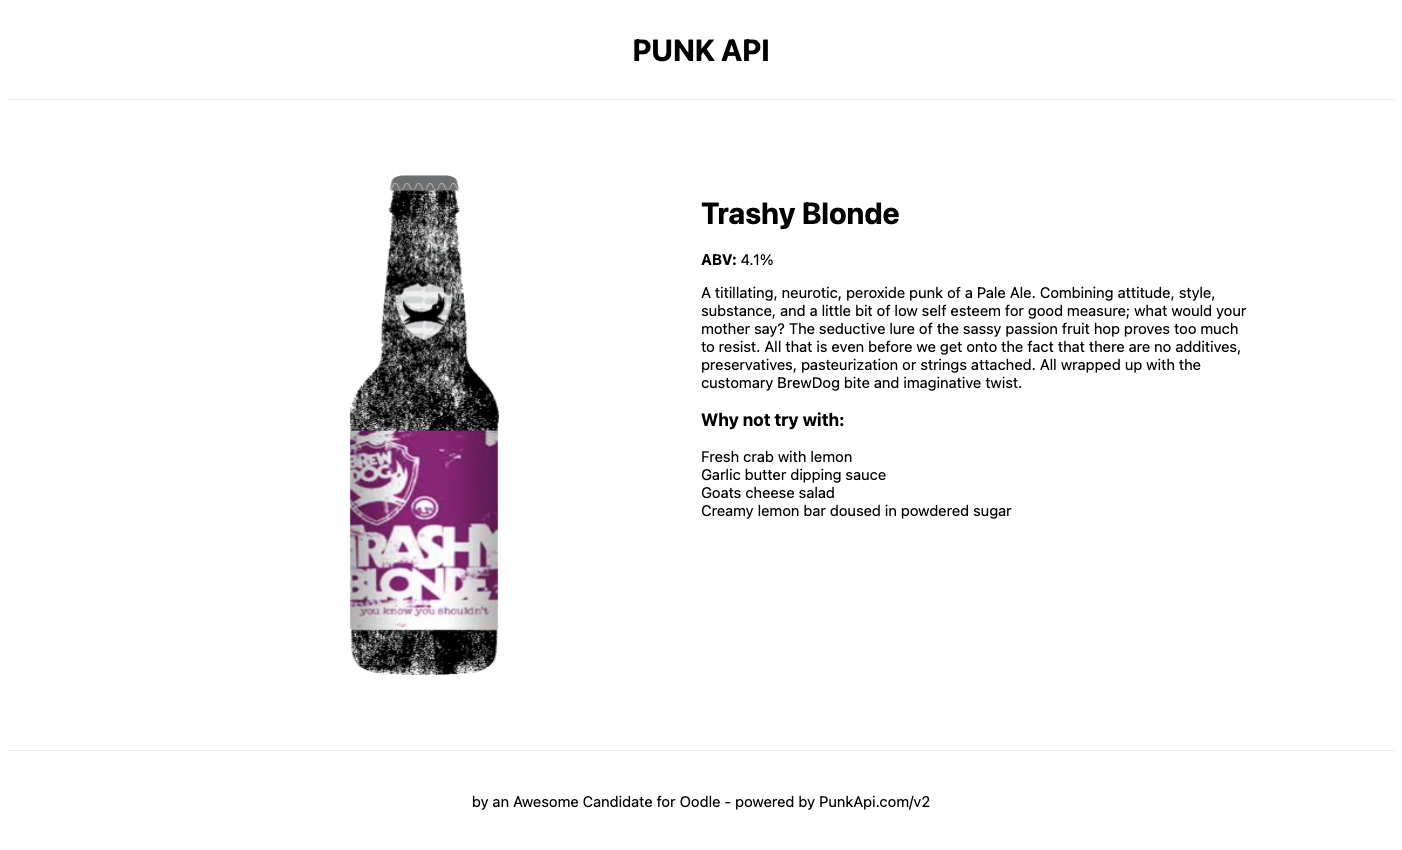 PUNK API
BREW
DOG
TRASHY
BLONDE
you know you shouldn't
Trashy Blonde
ABV: 4.1%
A titillating, neurotic, peroxide punk of a Pale Ale. Combining attitude, style,
substance, and a little bit of low self esteem for good measure; what would your
mother say? The seductive lure of the sassy passion fruit hop proves too much
to resist. All that is even before we get onto the fact that there are no additives,
preservatives, pasteurization or strings attached. All wrapped up with the
customary BrewDog bite and imaginative twist.
Why not try with:
Fresh crab with lemon
Garlic butter dipping sauce
Goats cheese salad
Creamy lemon bar doused in powdered sugar
by an Awesome Candidate for Oodle - powered by PunkApi.com/v2